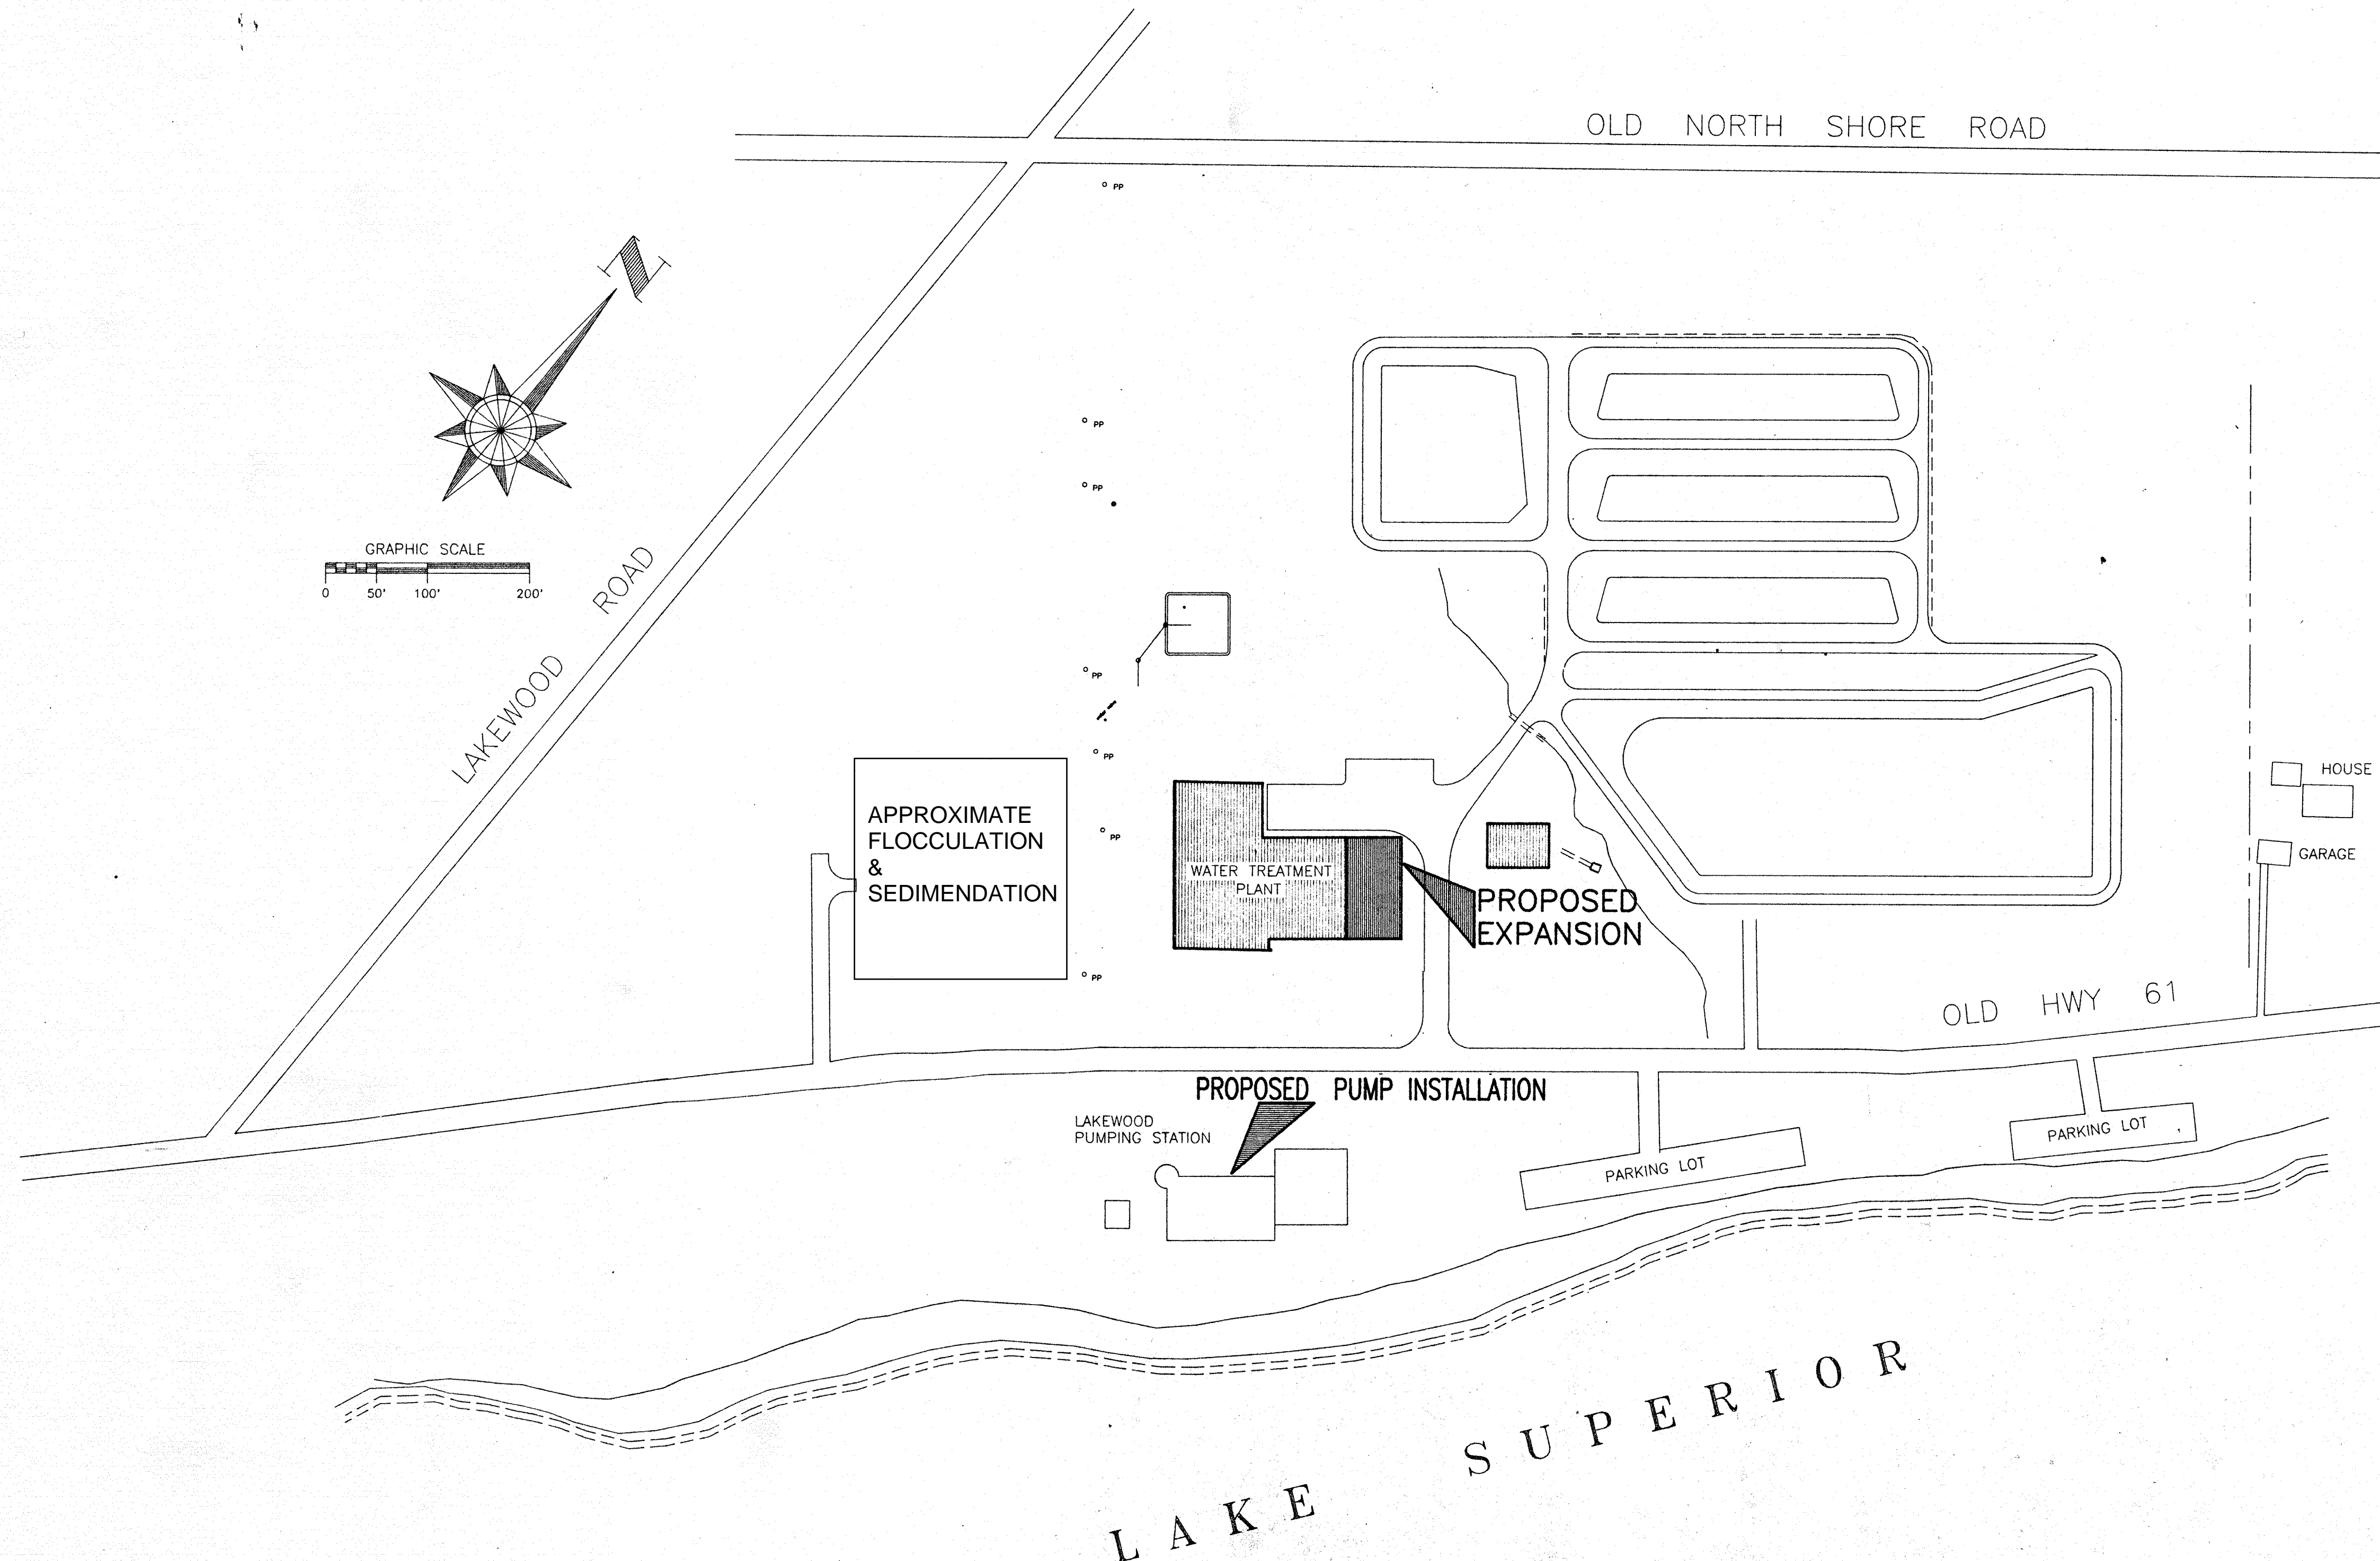 OLD NORTH SHORE ROAD
PP
N
PP
PP
GRAPHIC SCALE
0 50' 100' 200'
LAKEWOOD ROAD
PP
PP
PP
PP
APPROXIMATE
FLOCCULATION
&
SEDIMENDATION
WATER TREATMENT
PLANT
PROPOSED
EXPANSION
HOUSE
GARAGE
OLD HWY 61
PROPOSED PUMP INSTALLATION
LAKEWOOD
PUMPING STATION
PARKING LOT
PARKING LOT
LAKE SUPERIOR